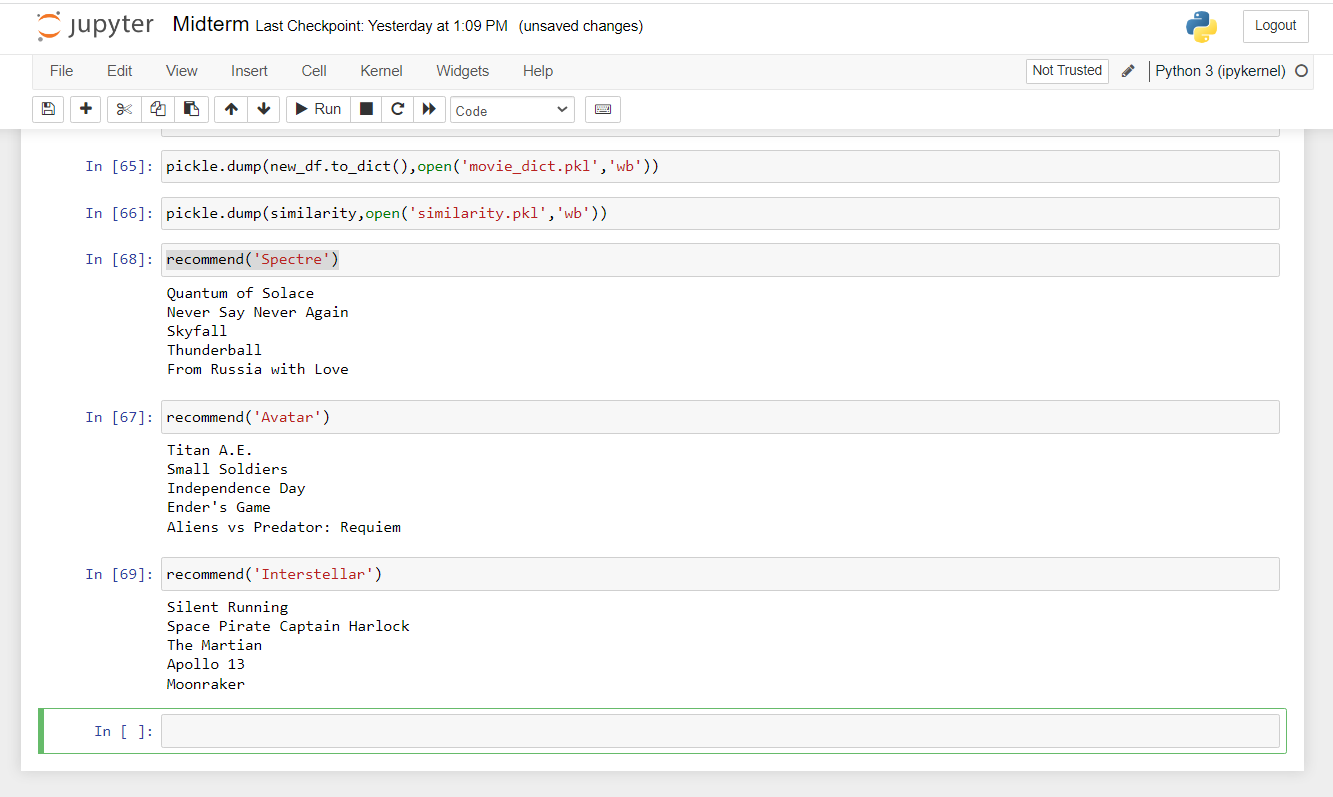 jupyter Midterm Last Checkpoint: Yesterday at 1:09 PM (unsaved changes) Logout
File Edit View Insert Cell Kernel Widgets Help Not Trusted Python 3 (ipykernel)
Run Code
In [65]: pickle.dump(new_df.to_dict(),open('movie_dict.pkl','wb'))
In [66]: pickle.dump(similarity,open('similarity.pkl','wb'))
In [68]: recommend('Spectre')
Quantum of Solace
Never Say Never Again
Skyfall
Thunderball
From Russia with Love
In [67]: recommend('Avatar')
Titan A.E.
Small Soldiers
Independence Day
Ender's Game
Aliens vs Predator: Requiem
In [69]: recommend('Interstellar')
Silent Running
Space Pirate Captain Harlock
The Martian
Apollo 13
Moonraker
In [ ]: